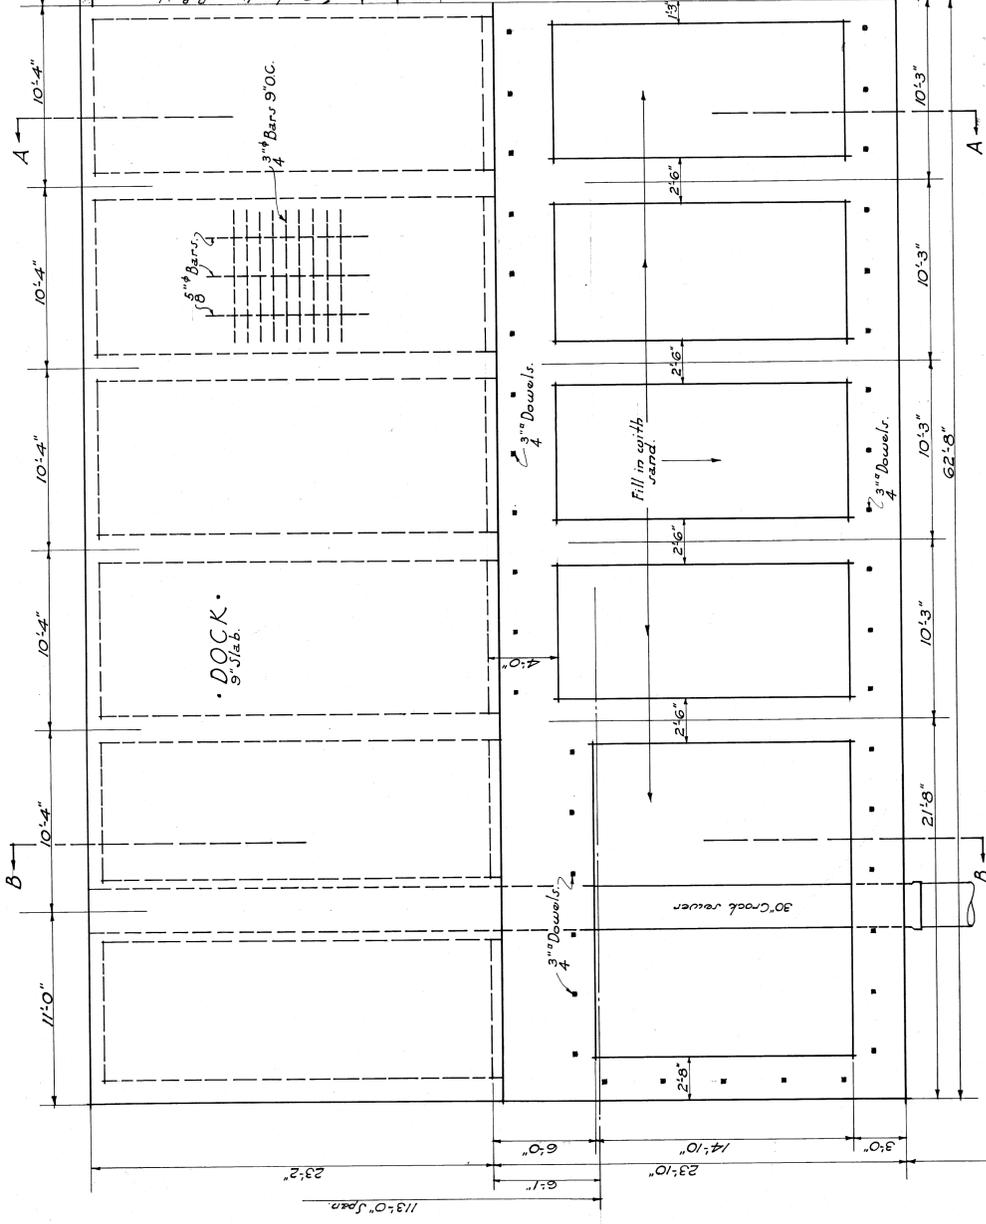 A
10'-4"
10'-4"
10'-4"
10'-4"
10'-4"
11'-0"
B
3/4"ᶲ Bars 9" O.C.
5/8"ᶲ Bars.
• DOCK •
9" Slab.
1'-3"
3/4"□ Dowels.
4'-0"
3/4"□ Dowels.
Fill in with
sand.
2'-6"
2'-6"
2'-6"
2'-6"
2'-8"
30" Crock sewer
3/4"□ Dowels.
10'-3"
10'-3"
10'-3"
10'-3"
21'-8"
62'-8"
A
B
23'-2"
6'-0"
14'-10"
3'-0"
23'-10"
6'-1"
113'-0" Span.